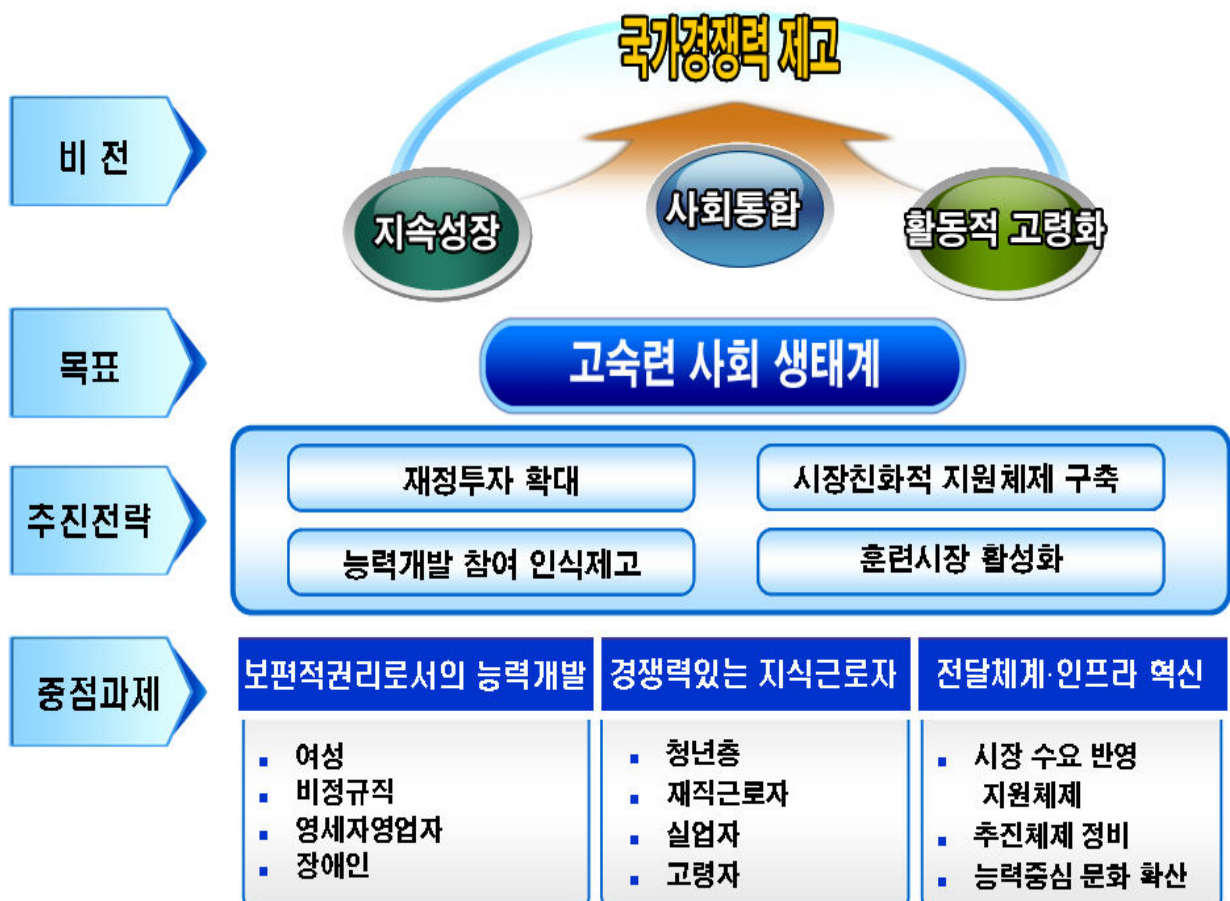 국가경쟁력 제고
비 전
지속성장
사회통합
활동적 고령화
목표
고숙련 사회 생태계
추진전략
재정투자 확대
시장친화적 지원체제 구축
능력개발 참여 인식제고
훈련시장 활성화
중점과제
보편적권리로서의 능력개발
▪ 여성
▪ 비정규직
▪ 영세자영업자
▪ 장애인
경쟁력있는 지식근로자
▪ 청년층
▪ 재직근로자
▪ 실업자
▪ 고령자
전달체계·인프라 혁신
▪ 시장 수요 반영
지원체제
▪ 추진체제 정비
▪ 능력중심 문화 확산